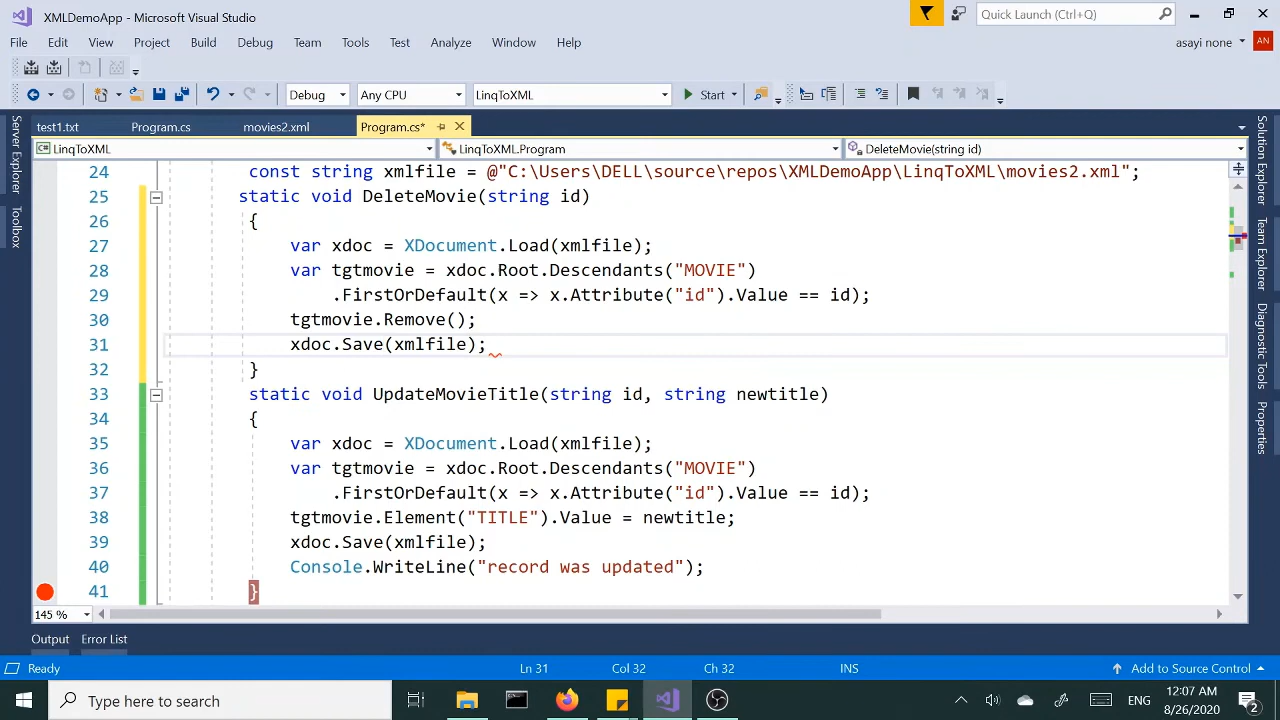 XMLDemoApp - Microsoft Visual Studio
Quick Launch (Ctrl+Q)
File Edit View Project Build Debug Team Tools Test Analyze Window Help
asayi none AN
Debug Any CPU LinqToXML Start
test1.txt Program.cs movies2.xml Program.cs*
LinqToXML LinqToXML.Program DeleteMovie(string id)
Server Explorer
Toolbox
24 const string xmlfile = @"C:\Users\DELL\source\repos\XMLDemoApp\LinqToXML\movies2.xml";
25 static void DeleteMovie(string id)
26 {
27 var xdoc = XDocument.Load(xmlfile);
28 var tgtmovie = xdoc.Root.Descendants("MOVIE")
29 .FirstOrDefault(x => x.Attribute("id").Value == id);
30 tgtmovie.Remove();
31 xdoc.Save(xmlfile);
32 }
33 static void UpdateMovieTitle(string id, string newtitle)
34 {
35 var xdoc = XDocument.Load(xmlfile);
36 var tgtmovie = xdoc.Root.Descendants("MOVIE")
37 .FirstOrDefault(x => x.Attribute("id").Value == id);
38 tgtmovie.Element("TITLE").Value = newtitle;
39 xdoc.Save(xmlfile);
40 Console.WriteLine("record was updated");
41 }
Solution Explorer
Team Explorer
Diagnostic Tools
Properties
145 %
Output Error List
Ready Ln 31 Col 32 Ch 32 INS Add to Source Control
Type here to search
ENG
12:07 AM
8/26/2020
2